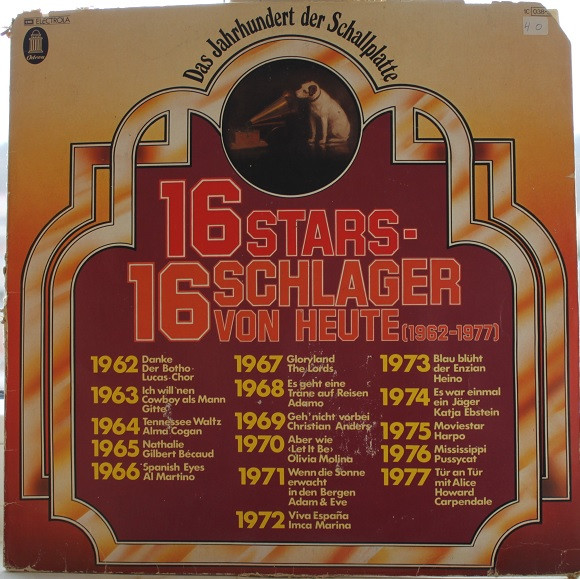 EMI ELECTROLA
Odeon
1C 038
4.0
Das Jahrhundert der Schallplatte
16 STARS-
16 SCHLAGER
VON HEUTE (1962-1977)
1962 Danke
Der Botho-
Lucas-Chor
1963 Ich will 'nen
Cowboy als Mann
Gitte
1964 Tennessee Waltz
Alma Cogan
1965 Nathalie
Gilbert Bécaud
1966 Spanish Eyes
Al Martino
1967 Gloryland
The Lords
1968 Es geht eine
Träne auf Reisen
Adamo
1969 Geh' nicht vorbei
Christian Anders
1970 Aber wie
‹Let It Be›
Olivia Molina
1971 Wenn die Sonne
erwacht
in den Bergen
Adam & Eve
1972 Viva España
Imca Marina
1973 Blau blüht
der Enzian
Heino
1974 Es war einmal
ein Jäger
Katja Ebstein
1975 Moviestar
Harpo
1976 Mississippi
Pussycat
1977 Tür an Tür
mit Alice
Howard
Carpendale